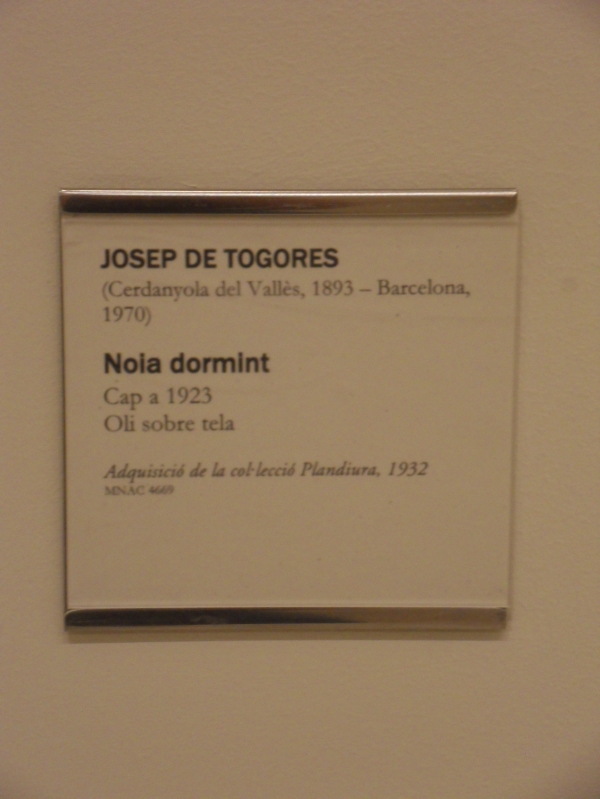 JOSEP DE TOGORES
(Cerdanyola del Vallès, 1893 – Barcelona,
1970)
Noia dormint
Cap a 1923
Oli sobre tela
Adquisició de la col·lecció Plandiura, 1932
MNAC 4669